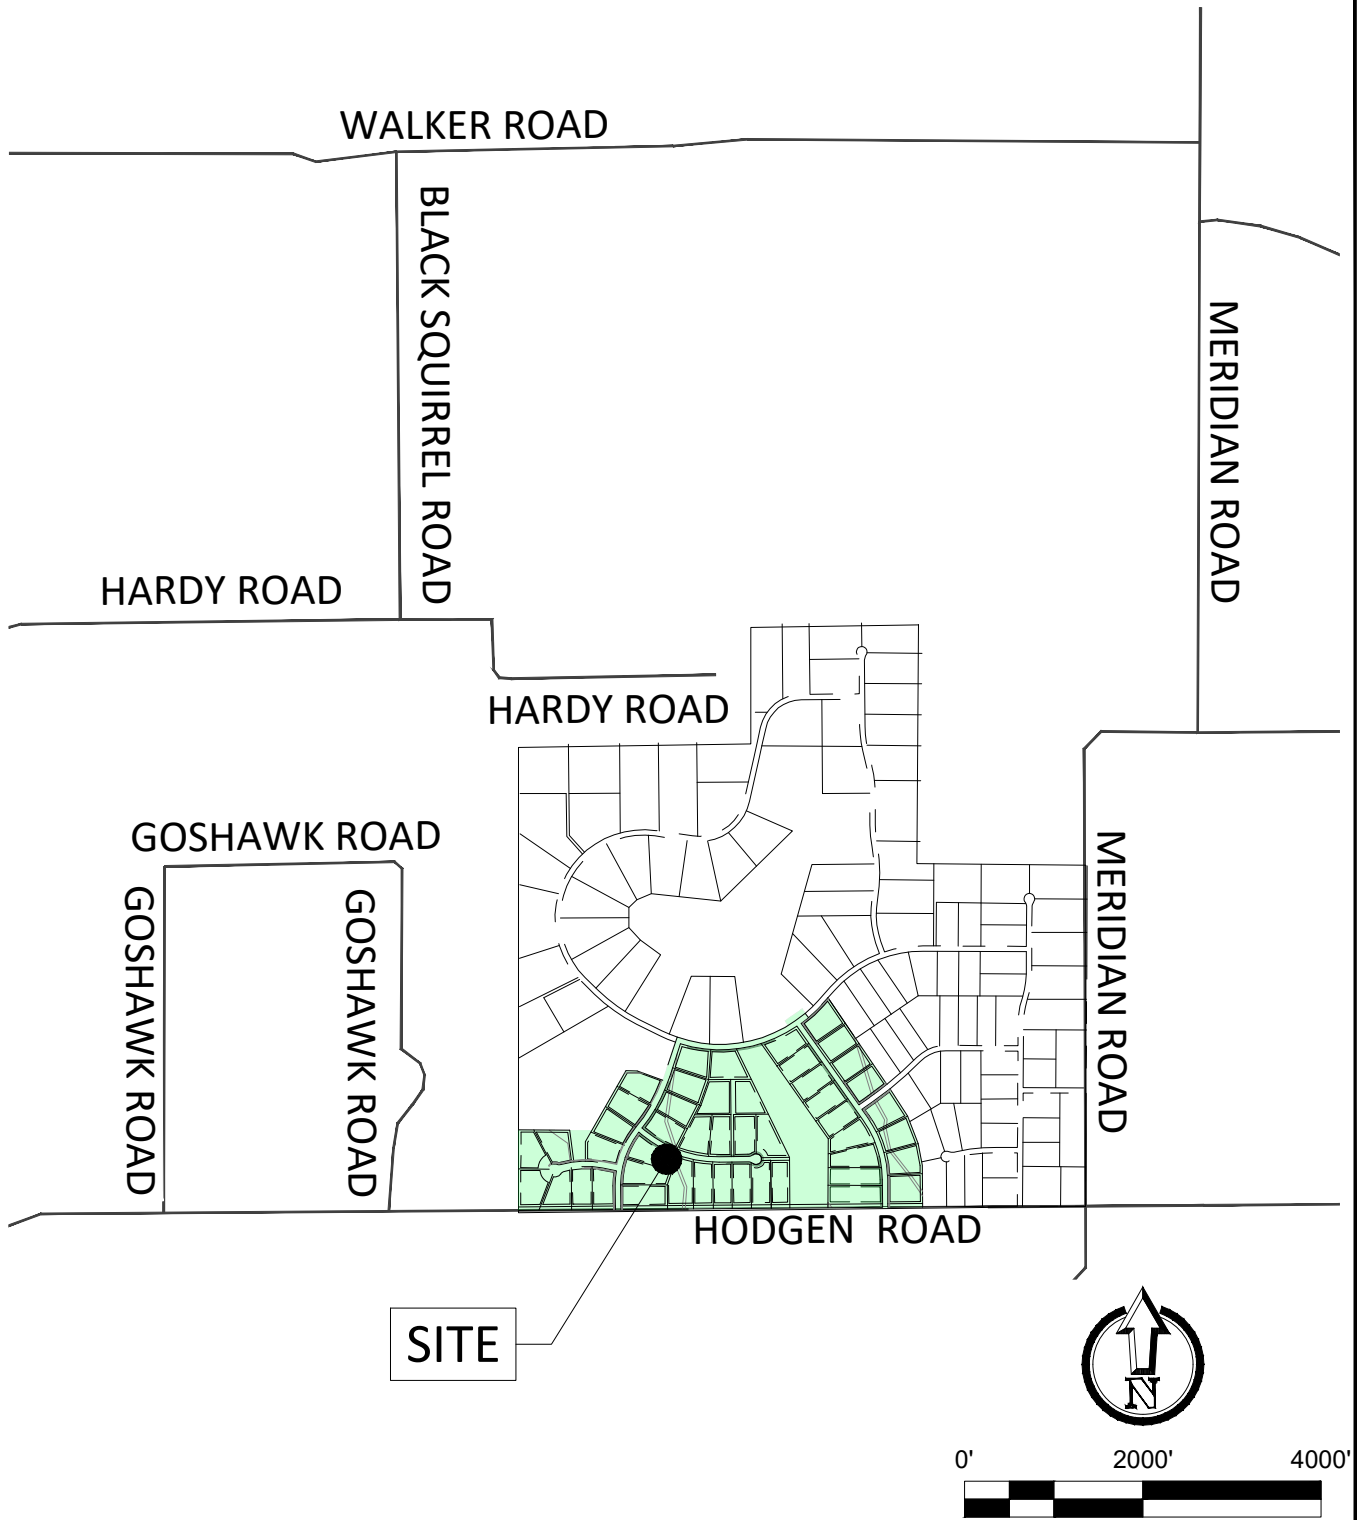 WALKER ROAD
BLACK SQUIRREL ROAD
MERIDIAN ROAD
HARDY ROAD
HARDY ROAD
GOSHAWK ROAD
GOSHAWK ROAD
GOSHAWK ROAD
MERIDIAN ROAD
HODGEN ROAD
SITE
N
0' 2000' 4000'